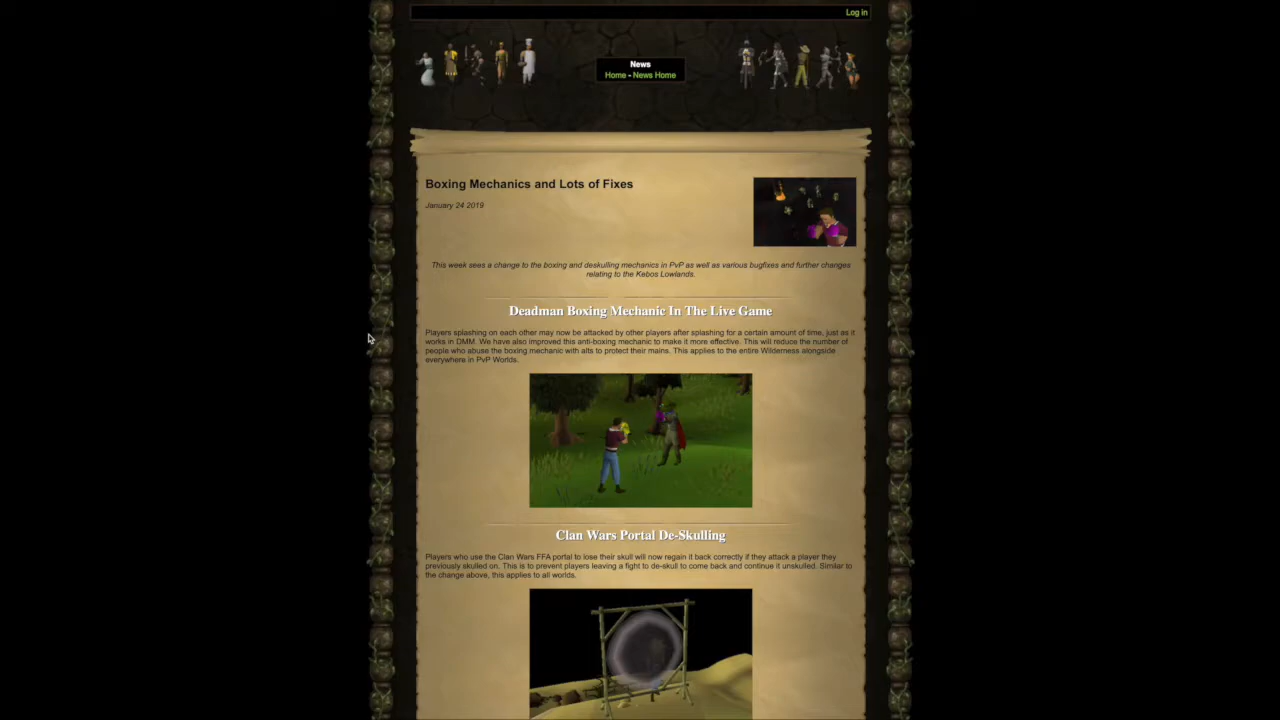 Log in
News
Home - News Home
Boxing Mechanics and Lots of Fixes
January 24 2019
This week sees a change to the boxing and deskulling mechanics in PvP as well as various bugfixes and further changes
relating to the Kebos Lowlands.
Deadman Boxing Mechanic In The Live Game
Players splashing on each other may now be attacked by other players after splashing for a certain amount of time, just as it
works in DMM. We have also improved this anti-boxing mechanic to make it more effective. This will reduce the number of
people who abuse the boxing mechanic with alts to protect their mains. This applies to the entire Wilderness alongside
everywhere in PvP Worlds.
Clan Wars Portal De-Skulling
Players who use the Clan Wars FFA portal to lose their skull will now regain it back correctly if they attack a player they
previously skulled on. This is to prevent players leaving a fight to de-skull to come back and continue it unskulled. Similar to
the change above, this applies to all worlds.